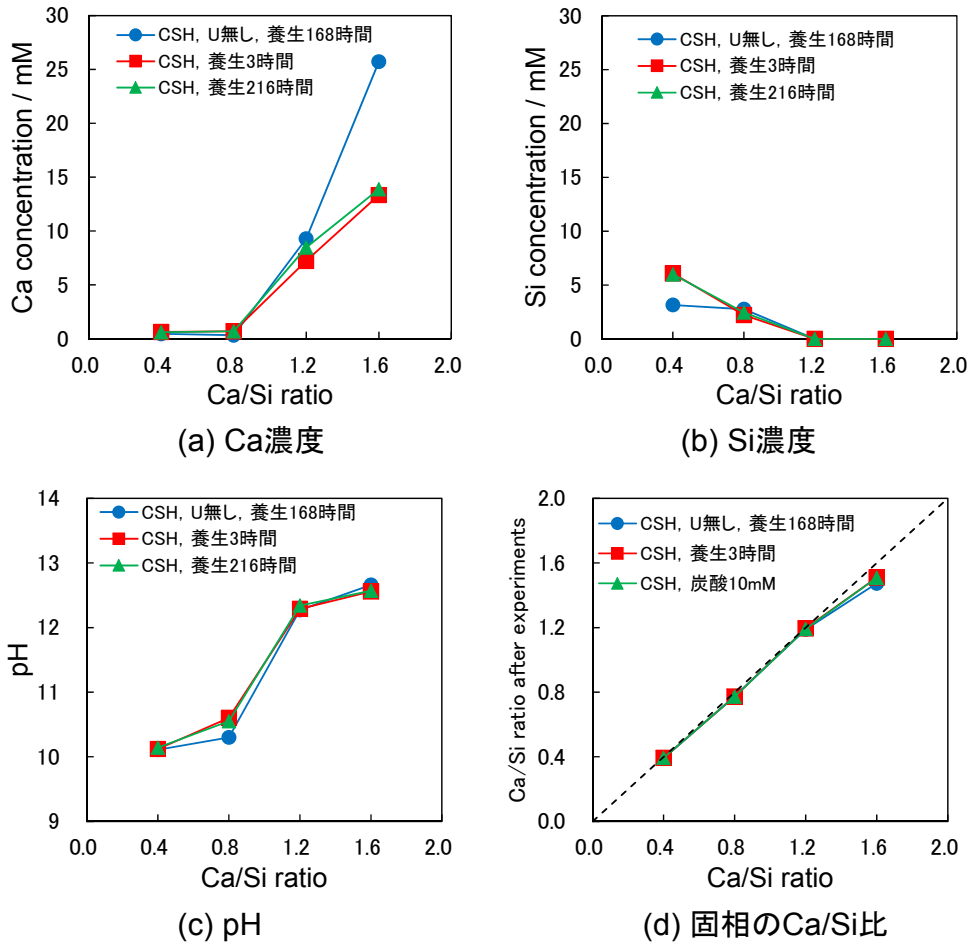 30
25
20
15
10
5
0
Ca concentration / mM
CSH, U無し, 養生168時間
CSH, 養生3時間
CSH, 養生216時間
0.0 0.4 0.8 1.2 1.6 2.0
Ca/Si ratio
(a) Ca濃度
30
25
20
15
10
5
0
Si concentration / mM
CSH, U無し, 養生168時間
CSH, 養生3時間
CSH, 養生216時間
0.0 0.4 0.8 1.2 1.6 2.0
Ca/Si ratio
(b) Si濃度
14
13
12
11
10
9
pH
CSH, U無し, 養生168時間
CSH, 養生3時間
CSH, 養生216時間
0.0 0.4 0.8 1.2 1.6 2.0
Ca/Si ratio
(c) pH
2.0
1.6
1.2
0.8
0.4
0.0
Ca/Si ratio after experiments
CSH, U無し, 養生168時間
CSH, 養生3時間
CSH, 炭酸10mM
0.0 0.4 0.8 1.2 1.6 2.0
Ca/Si ratio
(d) 固相のCa/Si比